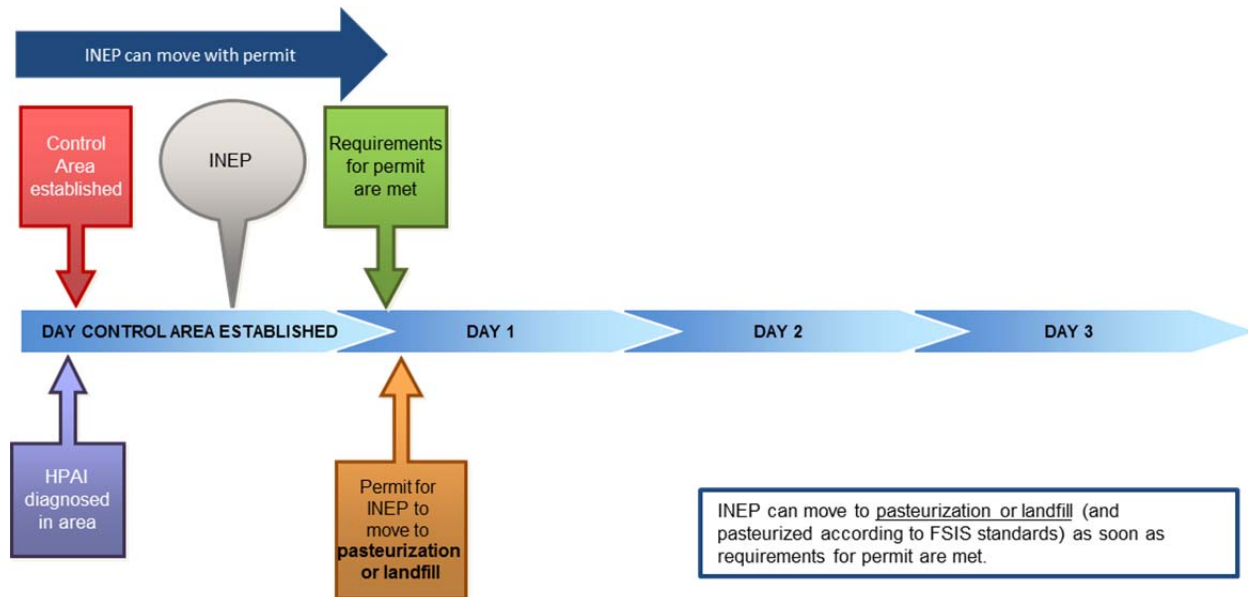 INEP can move with permit
Control
Area
established
INEP
Requirements
for permit
are met
DAY CONTROL AREA ESTABLISHED
DAY 1
DAY 2
DAY 3
HPAI
diagnosed
in area
Permit for
INEP to
move to
pasteurization
or landfill
INEP can move to pasteurization or landfill (and
pasteurized according to FSIS standards) as soon as
requirements for permit are met.